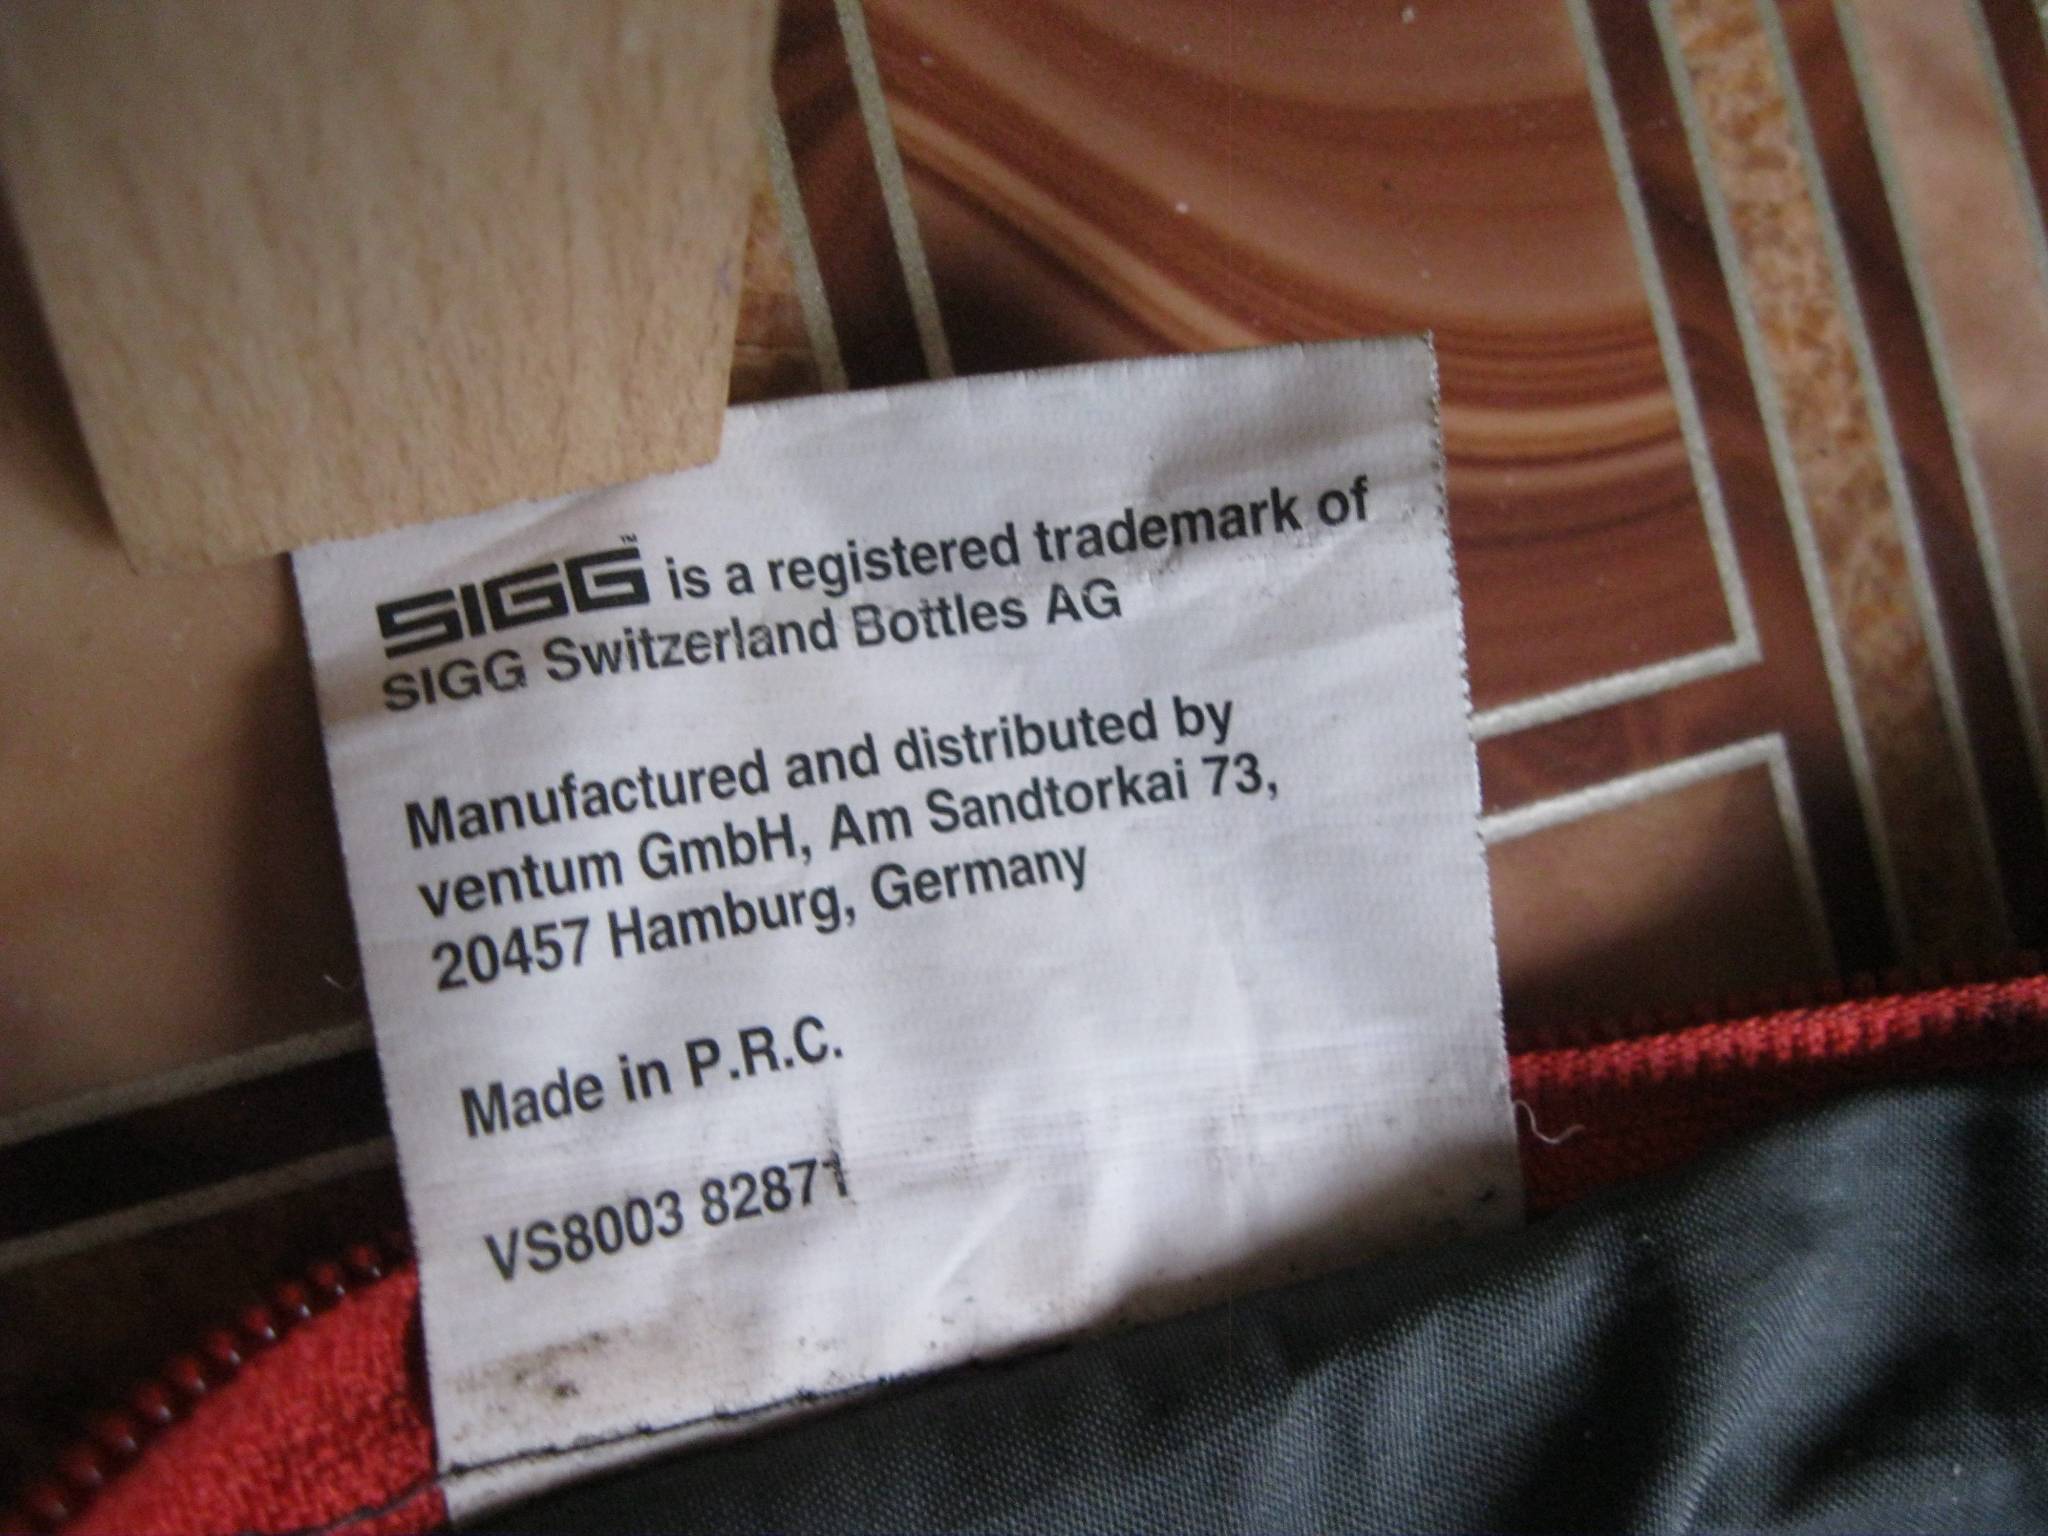 SIGG™ is a registered trademark of
SIGG Switzerland Bottles AG
Manufactured and distributed by
ventum GmbH, Am Sandtorkai 73,
20457 Hamburg, Germany
Made in P.R.C.
VS8003 82871